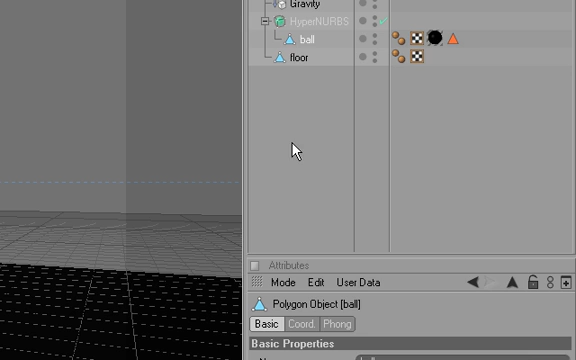 Gravity
HyperNURBS
ball
floor
Attributes
Mode Edit User Data
Polygon Object [ball]
Basic Coord. Phong
Basic Properties